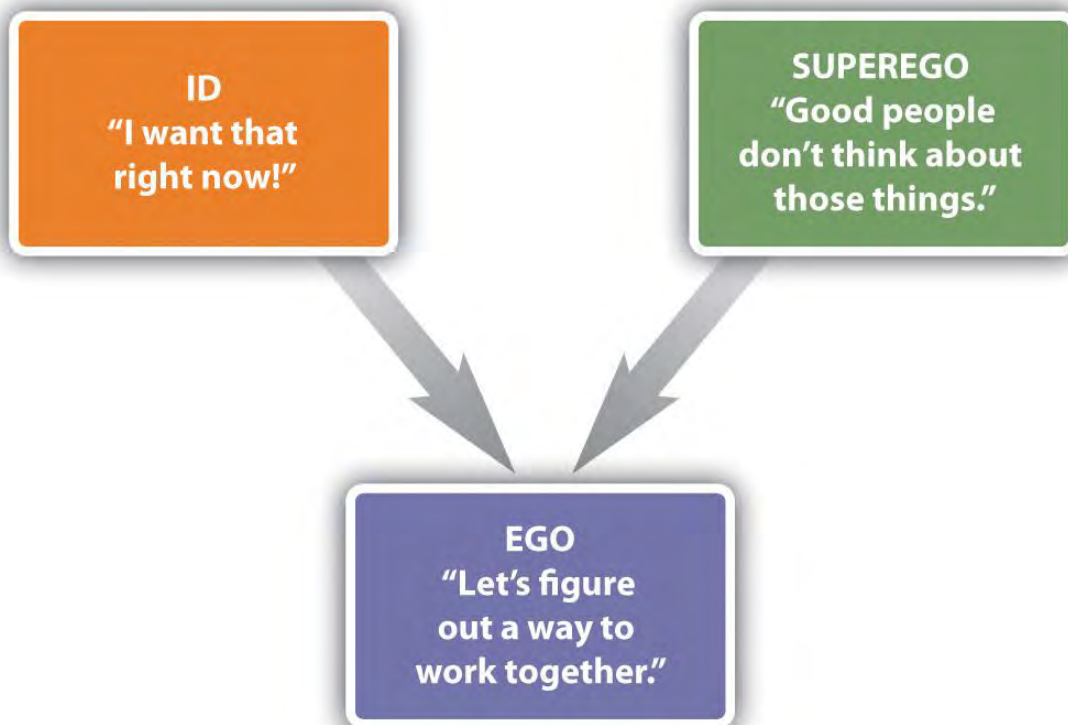 ID
“I want that
right now!”
SUPEREGO
“Good people
don’t think about
those things.”
EGO
“Let’s figure
out a way to
work together.”